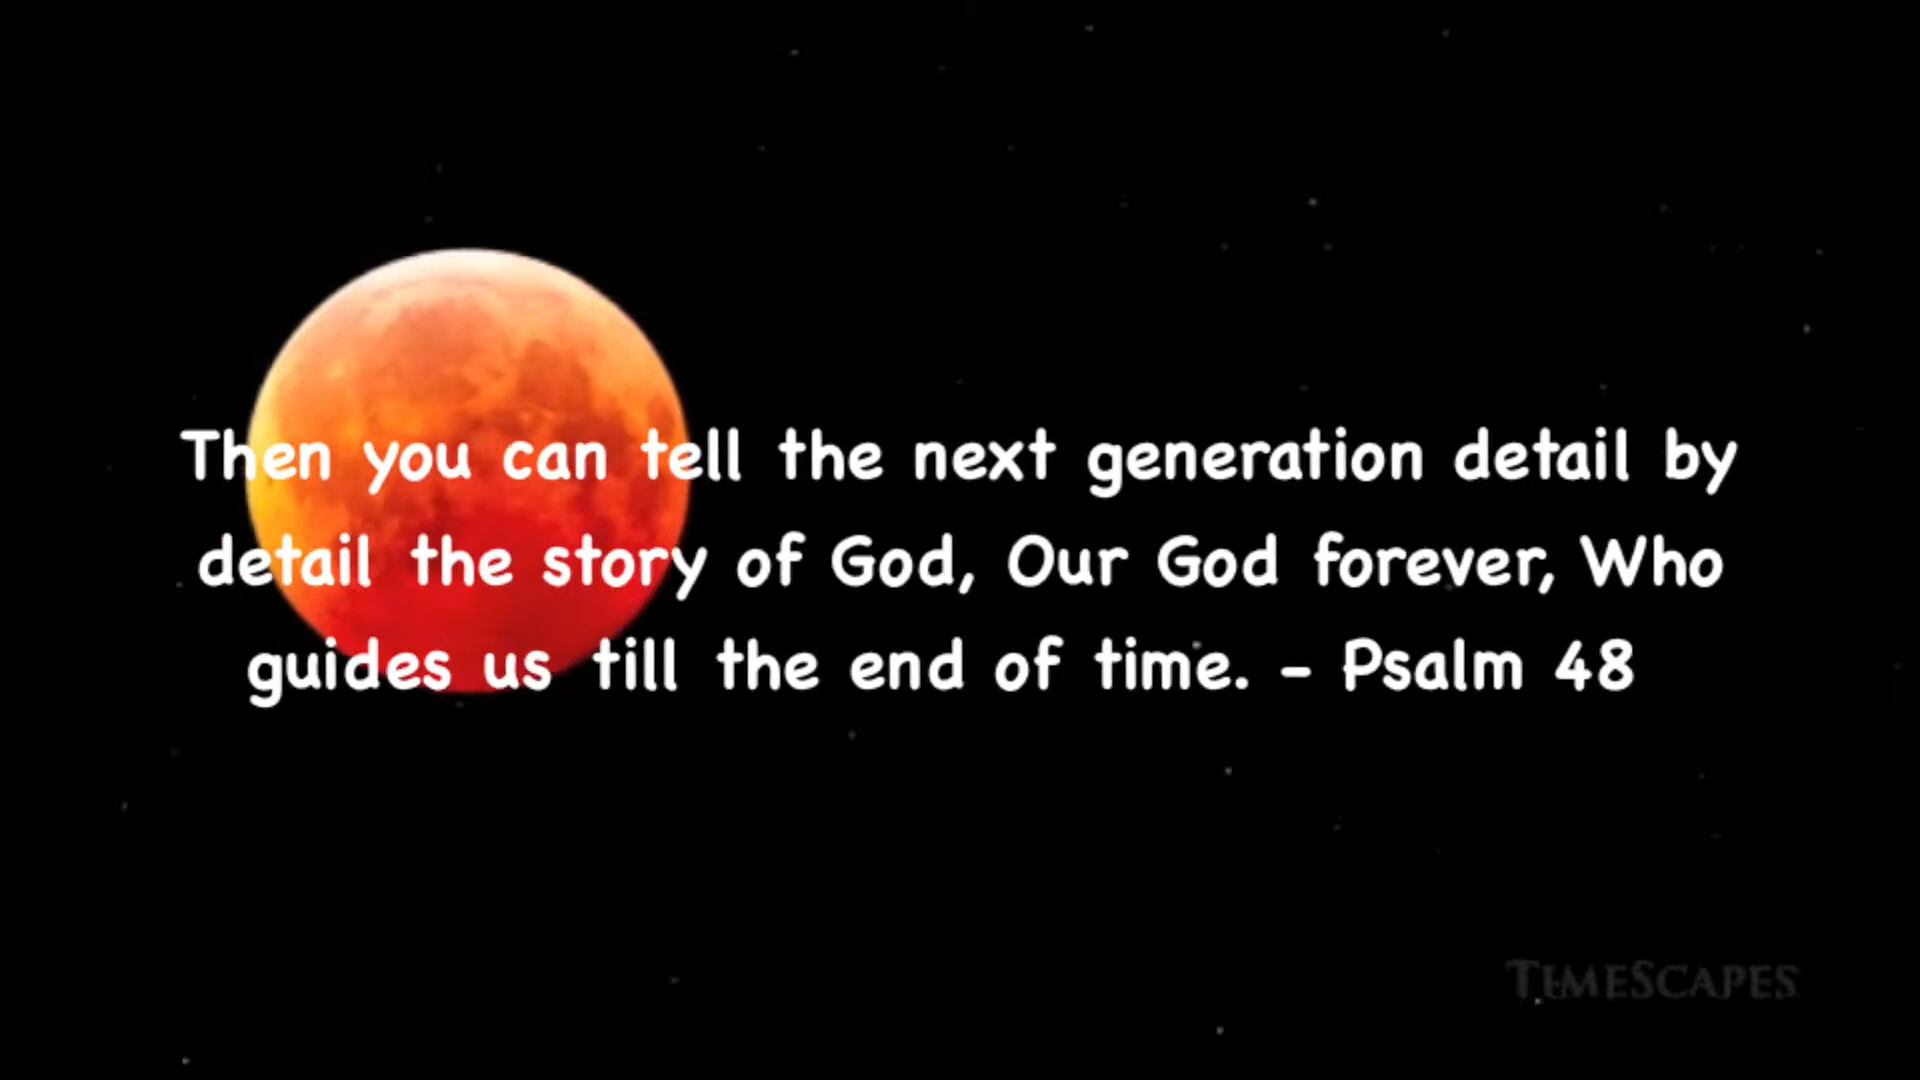 Then you can tell the next generation detail by
detail the story of God, Our God forever, Who
guides us till the end of time. - Psalm 48
TIMESCAPES